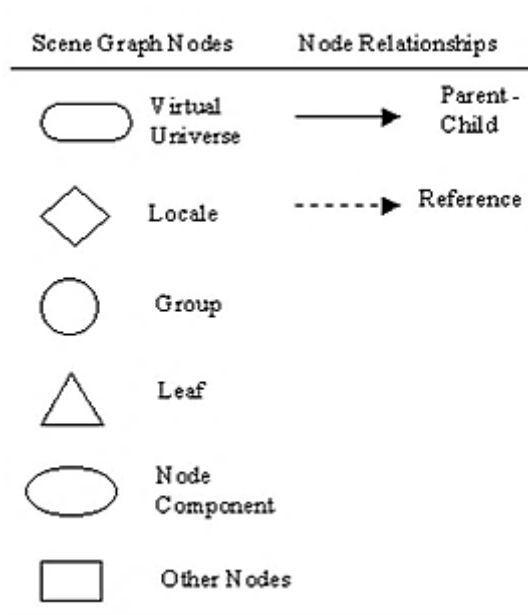 Scene Graph Nodes
Node Relationships
Virtual
Universe
Parent -
Child
Locale
Reference
Group
Leaf
Node
Component
Other Nodes